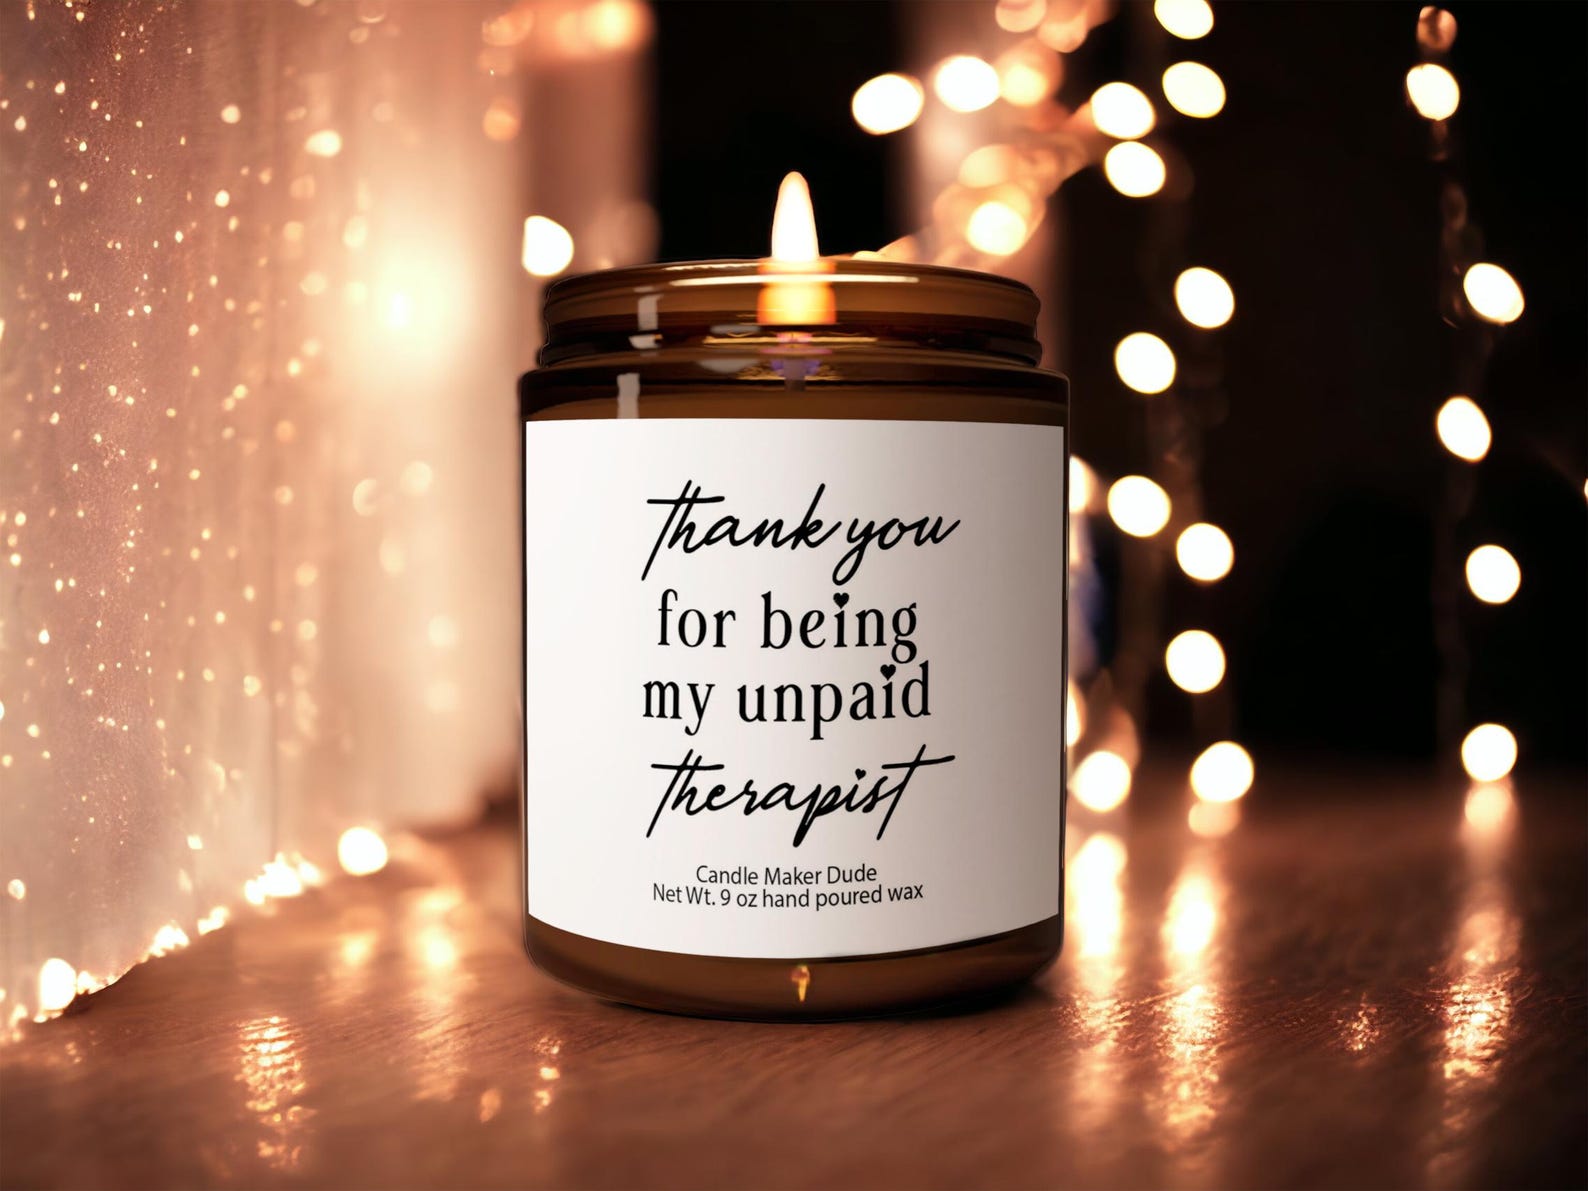 thank you
for being
my unpaid
therapist
Candle Maker Dude
Net Wt. 9 oz hand poured wax